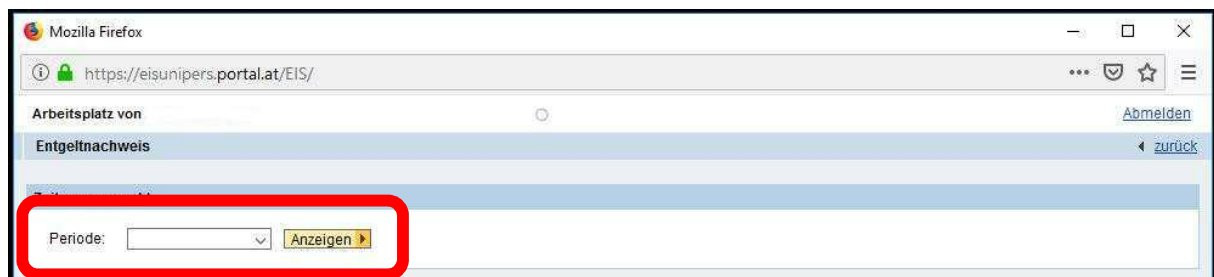 Mozilla Firefox
https://eisunipers.portal.at/EIS/
Arbeitsplatz von
Abmelden
Entgeltnachweis
zurück
Periode:
Anzeigen